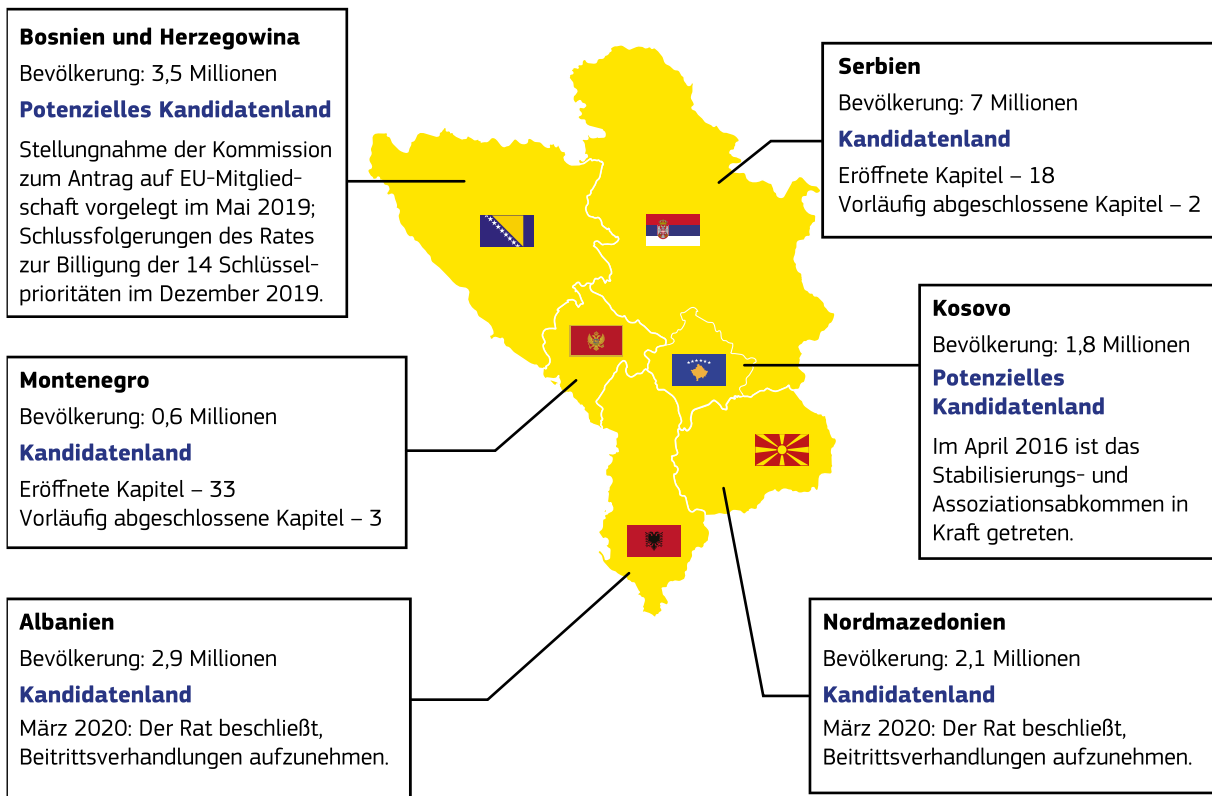 Bosnien und Herzegowina
Bevölkerung: 3,5 Millionen
Potenzielles Kandidatenland
Stellungnahme der Kommission
zum Antrag auf EU-Mitglied-
schaft vorgelegt im Mai 2019;
Schlussfolgerungen des Rates
zur Billigung der 14 Schlüssel-
prioritäten im Dezember 2019.
Serbien
Bevölkerung: 7 Millionen
Kandidatenland
Eröffnete Kapitel – 18
Vorläufig abgeschlossene Kapitel – 2
Kosovo
Bevölkerung: 1,8 Millionen
Potenzielles
Kandidatenland
Im April 2016 ist das
Stabilisierungs- und
Assoziationsabkommen in
Kraft getreten.
Montenegro
Bevölkerung: 0,6 Millionen
Kandidatenland
Eröffnete Kapitel – 33
Vorläufig abgeschlossene Kapitel – 3
Albanien
Bevölkerung: 2,9 Millionen
Kandidatenland
März 2020: Der Rat beschließt,
Beitrittsverhandlungen aufzunehmen.
Nordmazedonien
Bevölkerung: 2,1 Millionen
Kandidatenland
März 2020: Der Rat beschließt,
Beitrittsverhandlungen aufzunehmen.